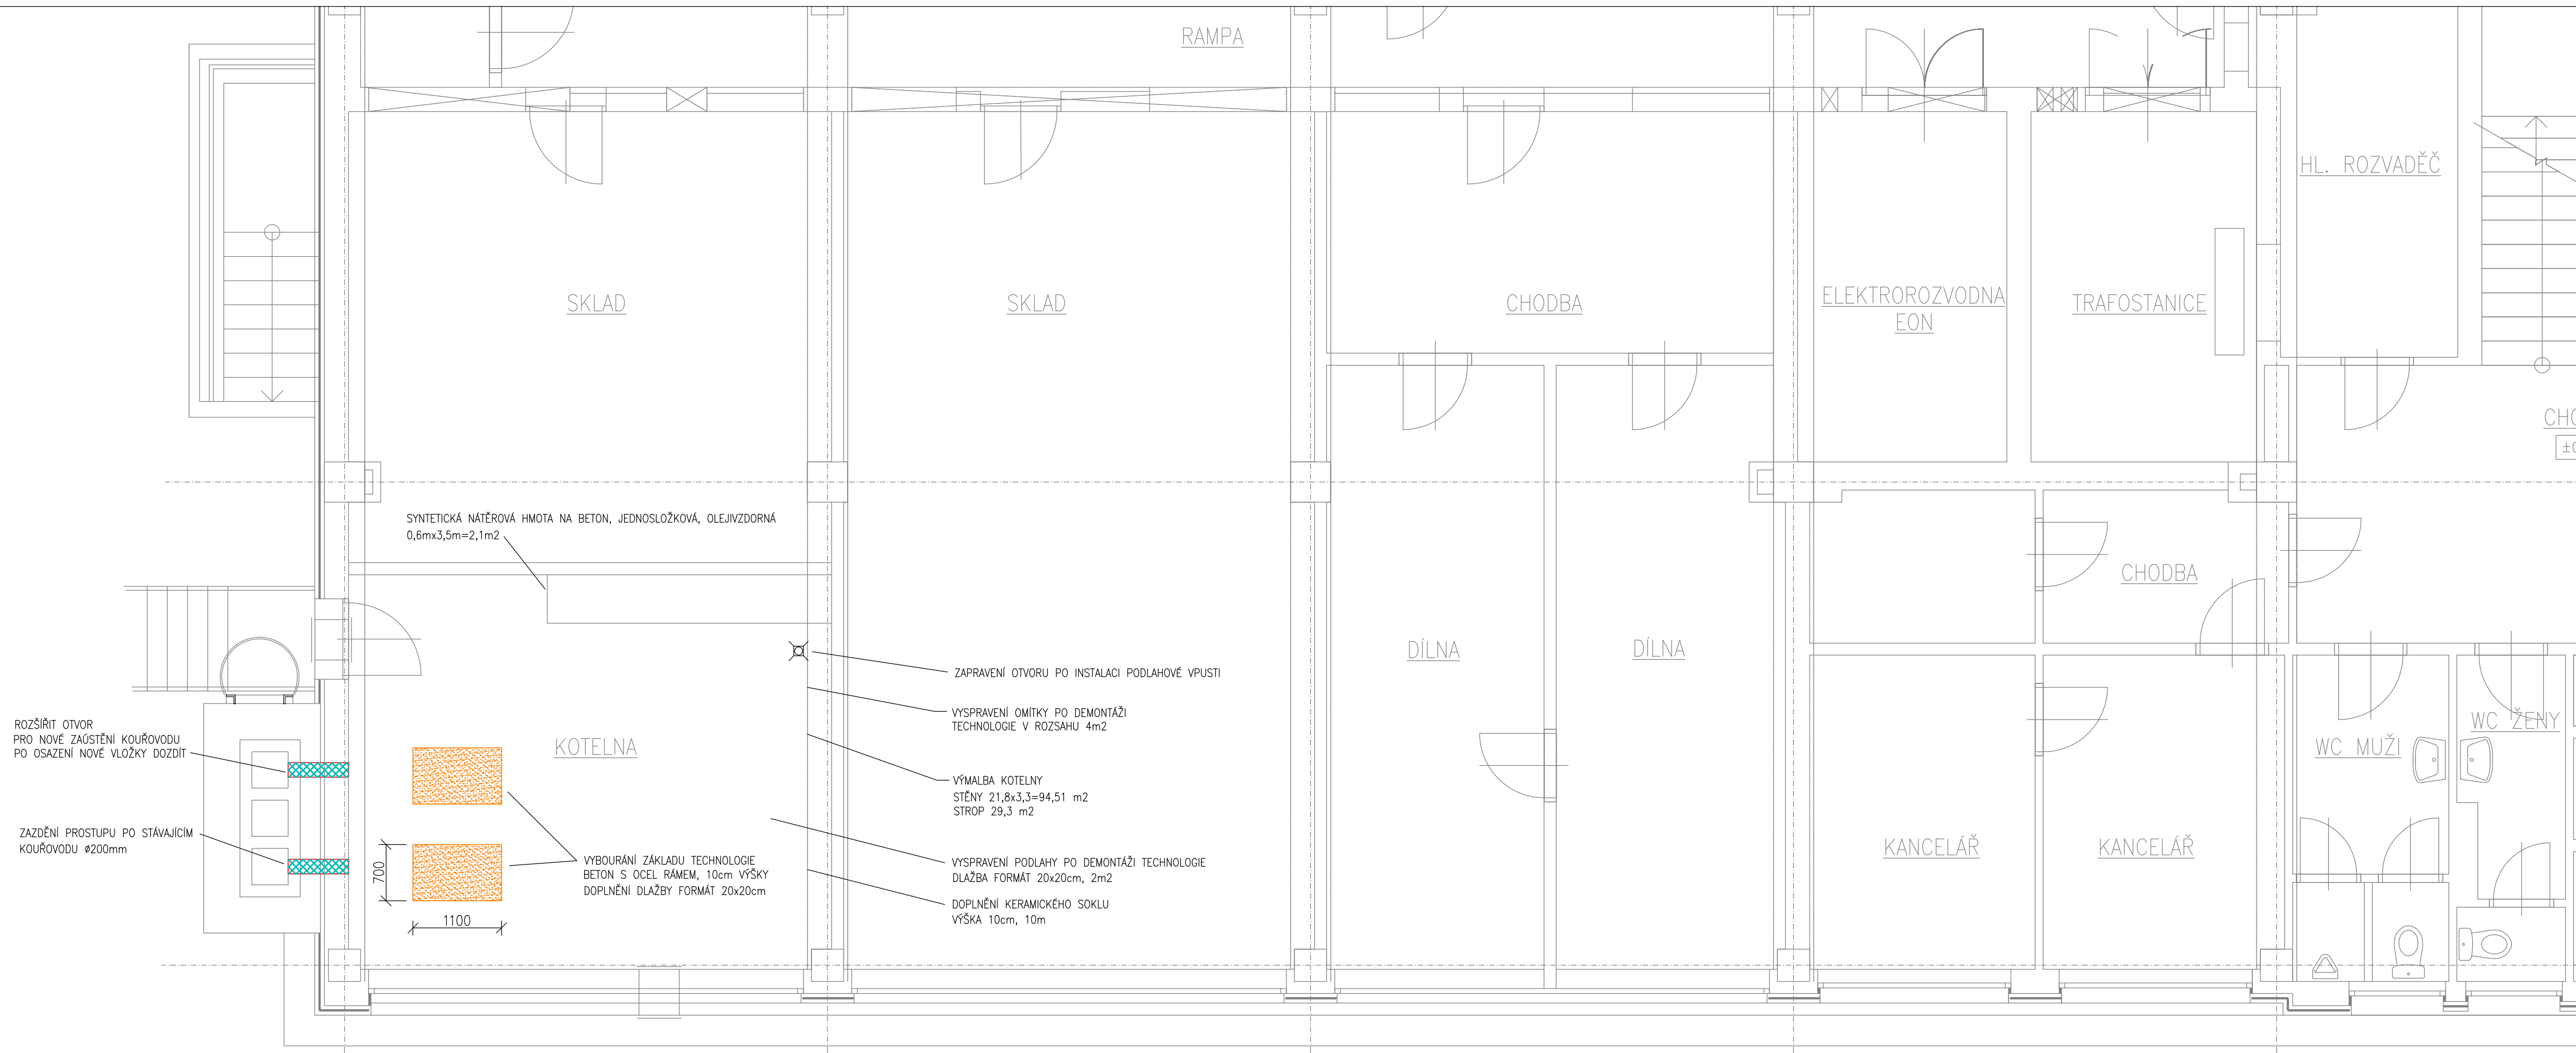 RAMPA
HL. ROZVADĚČ
SKLAD
SKLAD
CHODBA
ELEKTROROZVODNA
EON
TRAFOSTANICE
SYNTETICKÁ NÁTĚROVÁ HMOTA NA BETON, JEDNOSLOŽKOVÁ, OLEJIVZDORNÁ
0,6mx3,5m=2,1m2
CHODBA
DÍLNA
DÍLNA
ZAPRAVENÍ OTVORU PO INSTALACI PODLAHOVÉ VPUSTI
VYSPRAVENÍ OMÍTKY PO DEMONTÁŽI
TECHNOLOGIE V ROZSAHU 4m2
ROZŠÍŘIT OTVOR
PRO NOVÉ ZAÚSTĚNÍ KOUŘOVODU
PO OSAZENÍ NOVÉ VLOŽKY DOZDÍT
KOTELNA
WC MUŽI
WC ŽENY
VÝMALBA KOTELNY
STĚNY 21,8x3,3=94,51 m2
STROP 29,3 m2
ZAZDĚNÍ PROSTUPU PO STÁVAJÍCÍM
KOUŘOVODU ø200mm
KANCELÁŘ
KANCELÁŘ
700
1100
VYBOURÁNÍ ZÁKLADU TECHNOLOGIE
BETON S OCEL RÁMEM, 10cm VÝŠKY
DOPLNĚNÍ DLAŽBY FORMÁT 20x20cm
VYSPRAVENÍ PODLAHY PO DEMONTÁŽI TECHNOLOGIE
DLAŽBA FORMÁT 20x20cm, 2m2
DOPLNĚNÍ KERAMICKÉHO SOKLU
VÝŠKA 10cm, 10m